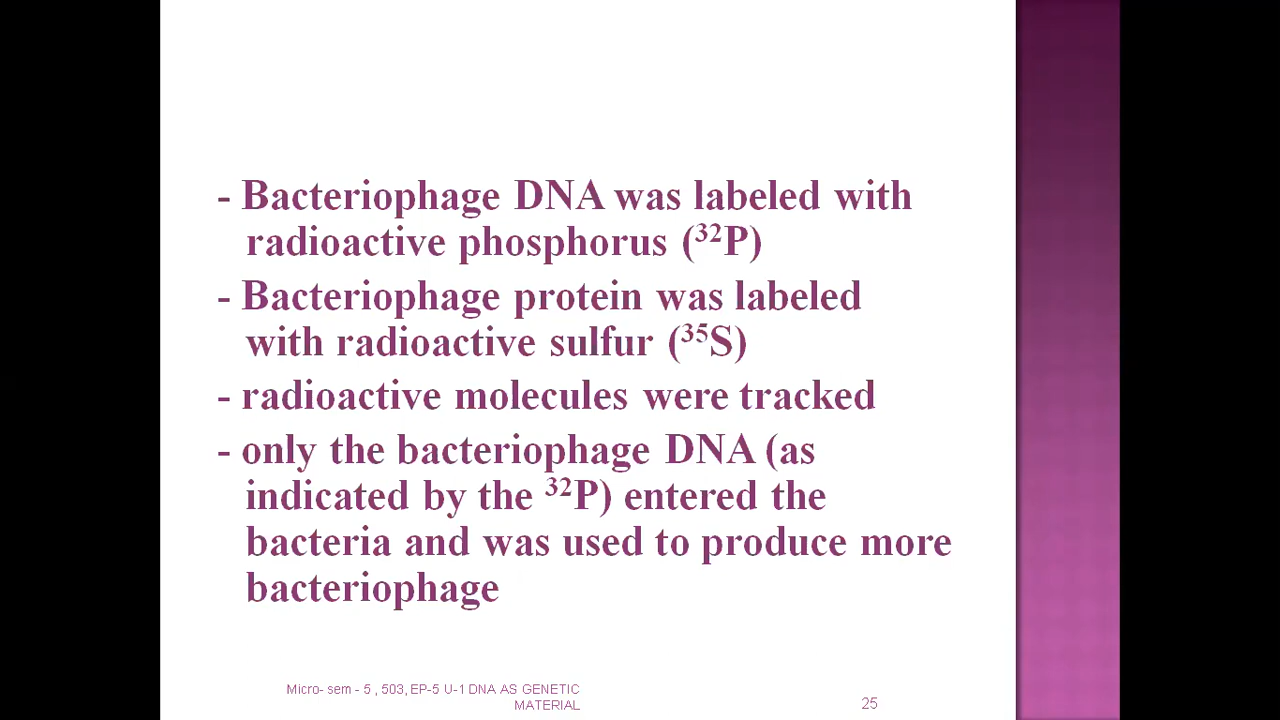 - Bacteriophage DNA was labeled with
radioactive phosphorus (³²P)
- Bacteriophage protein was labeled
with radioactive sulfur (³⁵S)
- radioactive molecules were tracked
- only the bacteriophage DNA (as
indicated by the ³²P) entered the
bacteria and was used to produce more
bacteriophage
Micro- sem - 5 , 503, EP-5 U-1 DNA AS GENETIC
MATERIAL
25